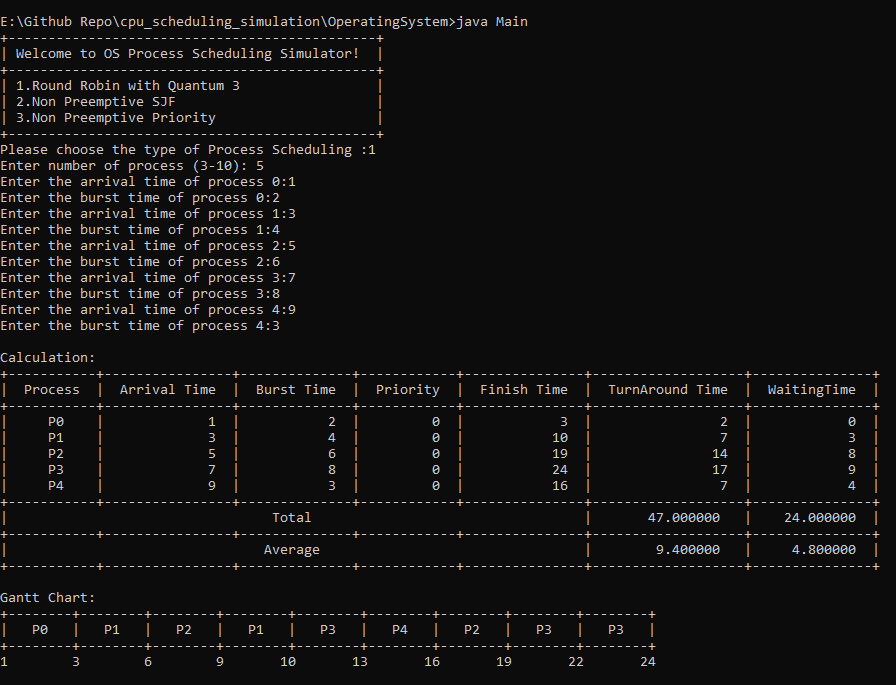 E:\Github Repo\cpu_scheduling_simulation\OperatingSystem>java Main
+----------------------------------------------+
| Welcome to OS Process Scheduling Simulator!  |
+----------------------------------------------+
| 1.Round Robin with Quantum 3                 |
| 2.Non Preemptive SJF                         |
| 3.Non Preemptive Priority                    |
+----------------------------------------------+
Please choose the type of Process Scheduling :1
Enter number of process (3-10): 5
Enter the arrival time of process 0:1
Enter the burst time of process 0:2
Enter the arrival time of process 1:3
Enter the burst time of process 1:4
Enter the arrival time of process 2:5
Enter the burst time of process 2:6
Enter the arrival time of process 3:7
Enter the burst time of process 3:8
Enter the arrival time of process 4:9
Enter the burst time of process 4:3

Calculation:
+-----------+----------------+--------------+------------+---------------+-------------------+---------------+
|  Process  |  Arrival Time  |  Burst Time  |  Priority  |  Finish Time  |  TurnAround Time  |  WaitingTime  |
+-----------+----------------+--------------+------------+---------------+-------------------+---------------+
|     P0    |             1  |           2  |         0  |            3  |                2  |            0  |
|     P1    |             3  |           4  |         0  |           10  |                7  |            3  |
|     P2    |             5  |           6  |         0  |           19  |               14  |            8  |
|     P3    |             7  |           8  |         0  |           24  |               17  |            9  |
|     P4    |             9  |           3  |         0  |           16  |                7  |            4  |
+-----------+----------------+--------------+------------+---------------+-------------------+---------------+
|                                 Total                                  |       47.000000   |    24.000000  |
+-----------+----------------+--------------+------------+---------------+-------------------+---------------+
|                                Average                                 |        9.400000   |     4.800000  |
+-----------+----------------+--------------+------------+---------------+-------------------+---------------+

Gantt Chart:
+--------+--------+--------+--------+--------+--------+--------+--------+--------+
|   P0   |   P1   |   P2   |   P1   |   P3   |   P4   |   P2   |   P3   |   P3   |
+--------+--------+--------+--------+--------+--------+--------+--------+--------+
1        3        6        9       10       13       16       19       22       24